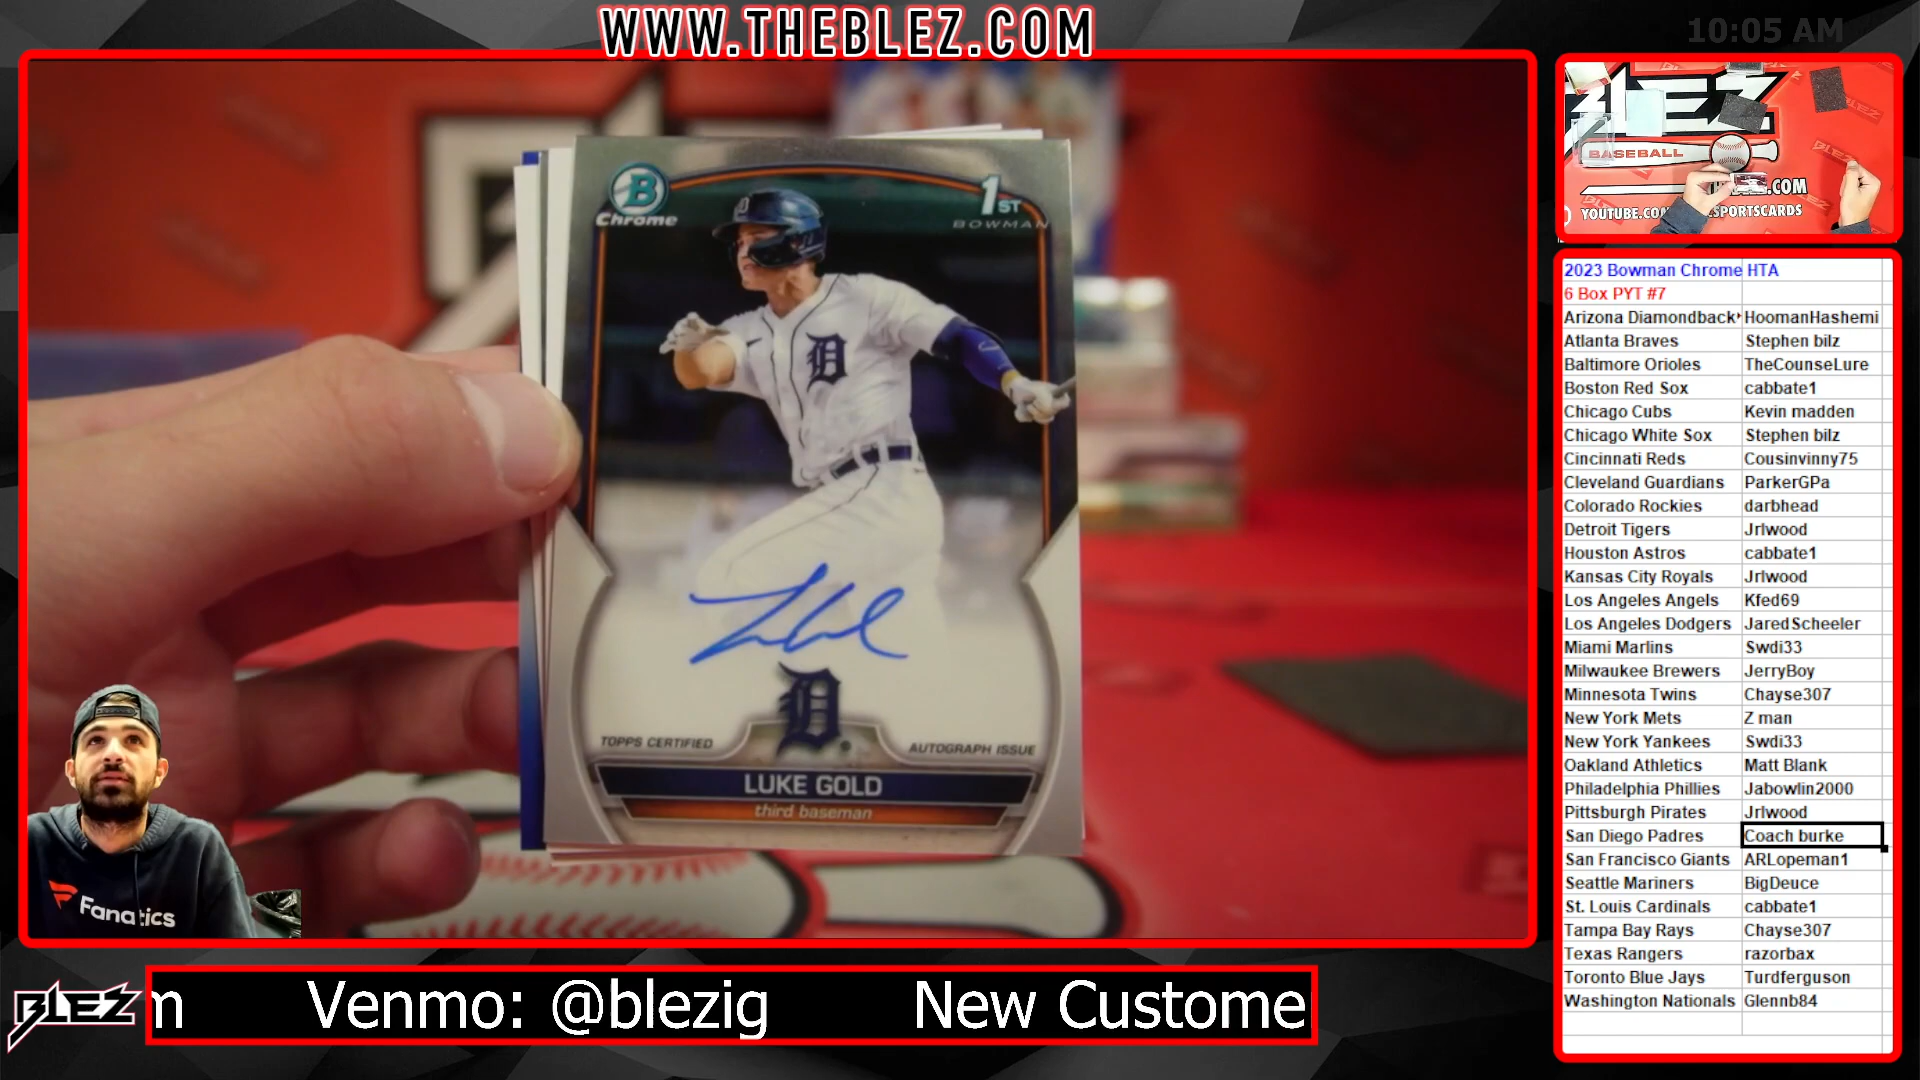 WWW.THEBLEZ.COM
10:05 AM
B
Chrome
1ST
BOWMAN
D
TOPPS CERTIFIED
AUTOGRAPH ISSUE
LUKE GOLD
third baseman
Fanatics
BLEZ
BASEBALL
BLEZ
.COM
YOUTUBE.CO
SPORTSCARDS
2023 Bowman Chrome HTA
6 Box PYT #7
Arizona Diamondback HoomanHashemi
Atlanta Braves Stephen bilz
Baltimore Orioles TheCounseLure
Boston Red Sox cabbate1
Chicago Cubs Kevin madden
Chicago White Sox Stephen bilz
Cincinnati Reds Cousinvinny75
Cleveland Guardians ParkerGPa
Colorado Rockies darbhead
Detroit Tigers Jrlwood
Houston Astros cabbate1
Kansas City Royals Jrlwood
Los Angeles Angels Kfed69
Los Angeles Dodgers JaredScheeler
Miami Marlins Swdi33
Milwaukee Brewers JerryBoy
Minnesota Twins Chayse307
New York Mets Z man
New York Yankees Swdi33
Oakland Athletics Matt Blank
Philadelphia Phillies Jabowlin2000
Pittsburgh Pirates Jrlwood
San Diego Padres Coach burke
San Francisco Giants ARLopeman1
Seattle Mariners BigDeuce
St. Louis Cardinals cabbate1
Tampa Bay Rays Chayse307
Texas Rangers razorbax
Toronto Blue Jays Turdferguson
Washington Nationals Glennb84
BLEZ
m Venmo: @blezig New Custome